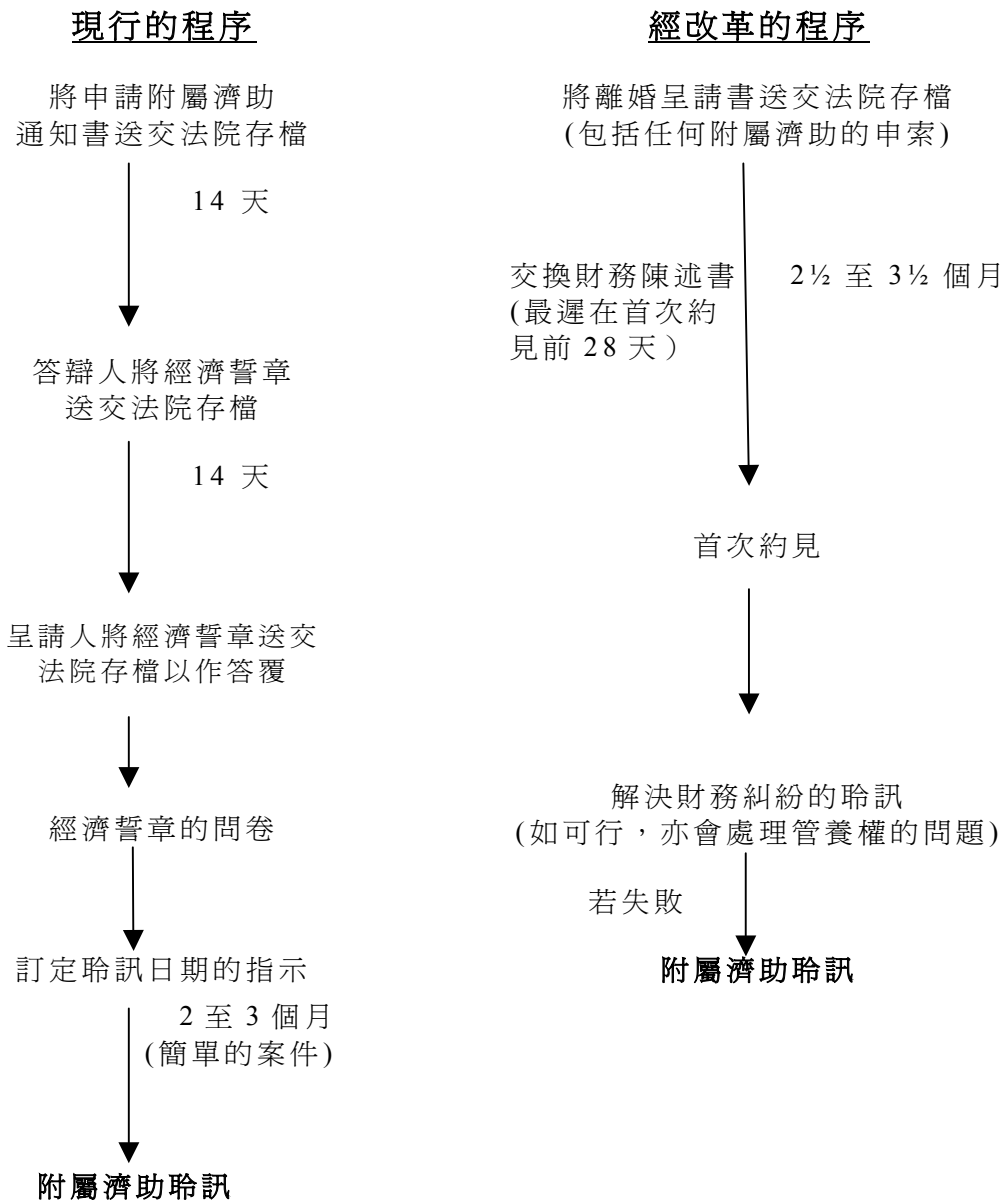 現行的程序
將申請附屬濟助
通知書送交法院存檔
14 天
答辯人將經濟誓章
送交法院存檔
14 天
呈請人將經濟誓章送交
法院存檔以作答覆
經濟誓章的問卷
訂定聆訊日期的指示
2 至 3 個月
(簡單的案件)
附屬濟助聆訊
經改革的程序
將離婚呈請書送交法院存檔
(包括任何附屬濟助的申索)
交換財務陳述書
(最遲在首次約
見前 28 天）
2½ 至 3½ 個月
首次約見
解決財務糾紛的聆訊
(如可行，亦會處理管養權的問題)
若失敗
附屬濟助聆訊